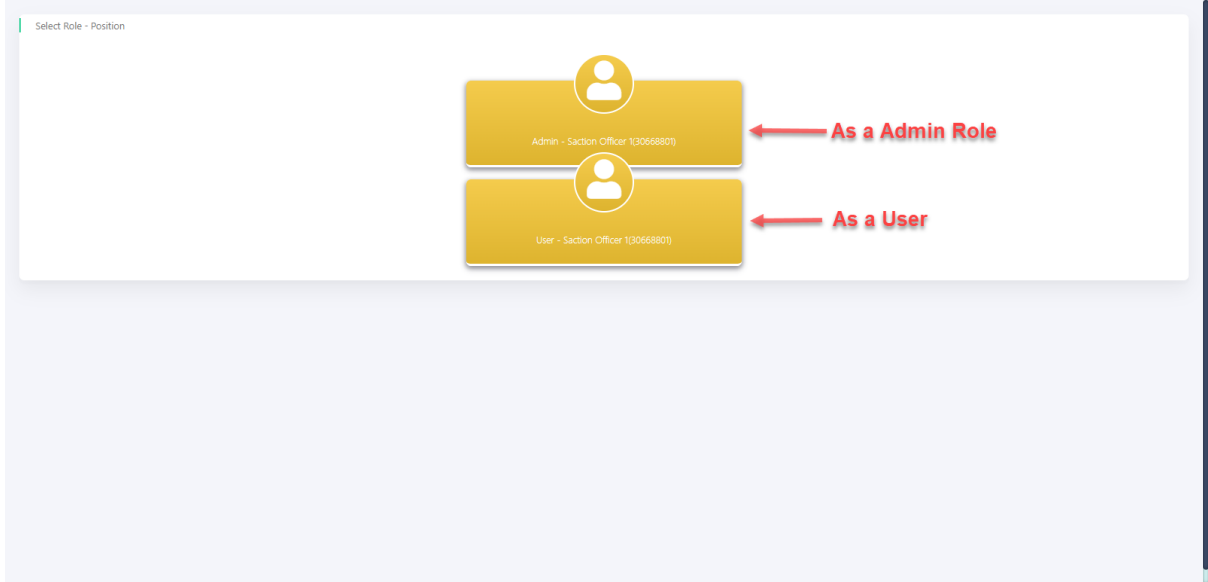 Select Role - Position
Admin - Saction Officer 1(30668801)
As a Admin Role
User - Saction Officer 1(30668801)
As a User